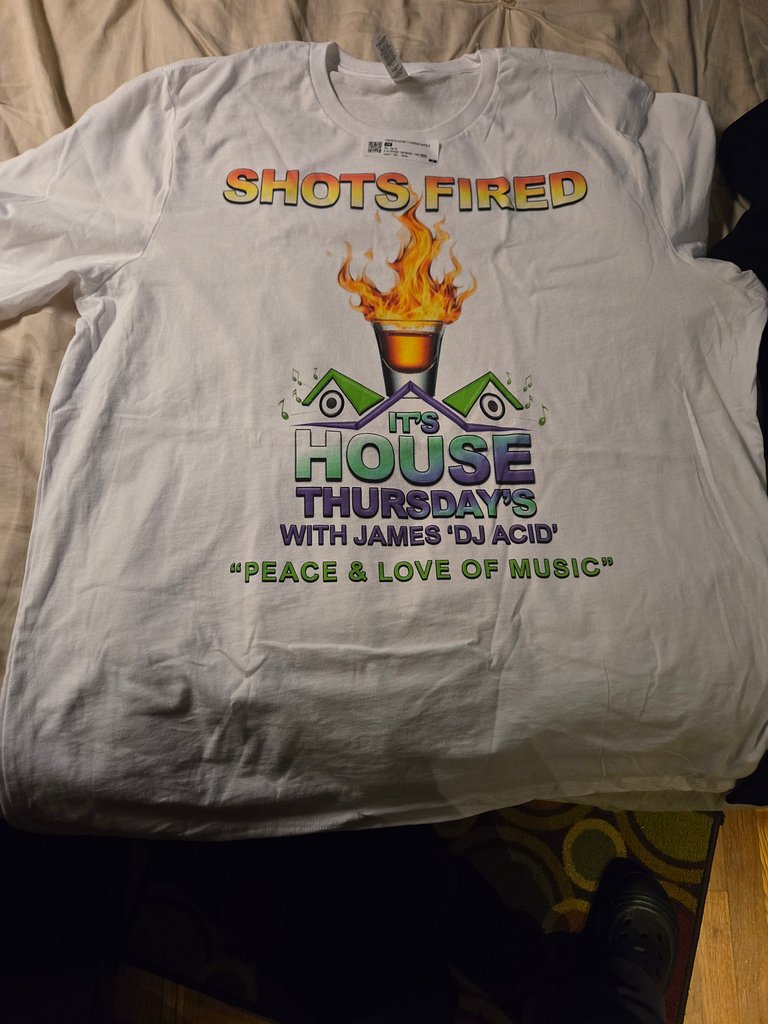 SHOTS FIRED
IT'S
HOUSE
THURSDAY'S
WITH JAMES 'DJ ACID'
"PEACE & LOVE OF MUSIC"